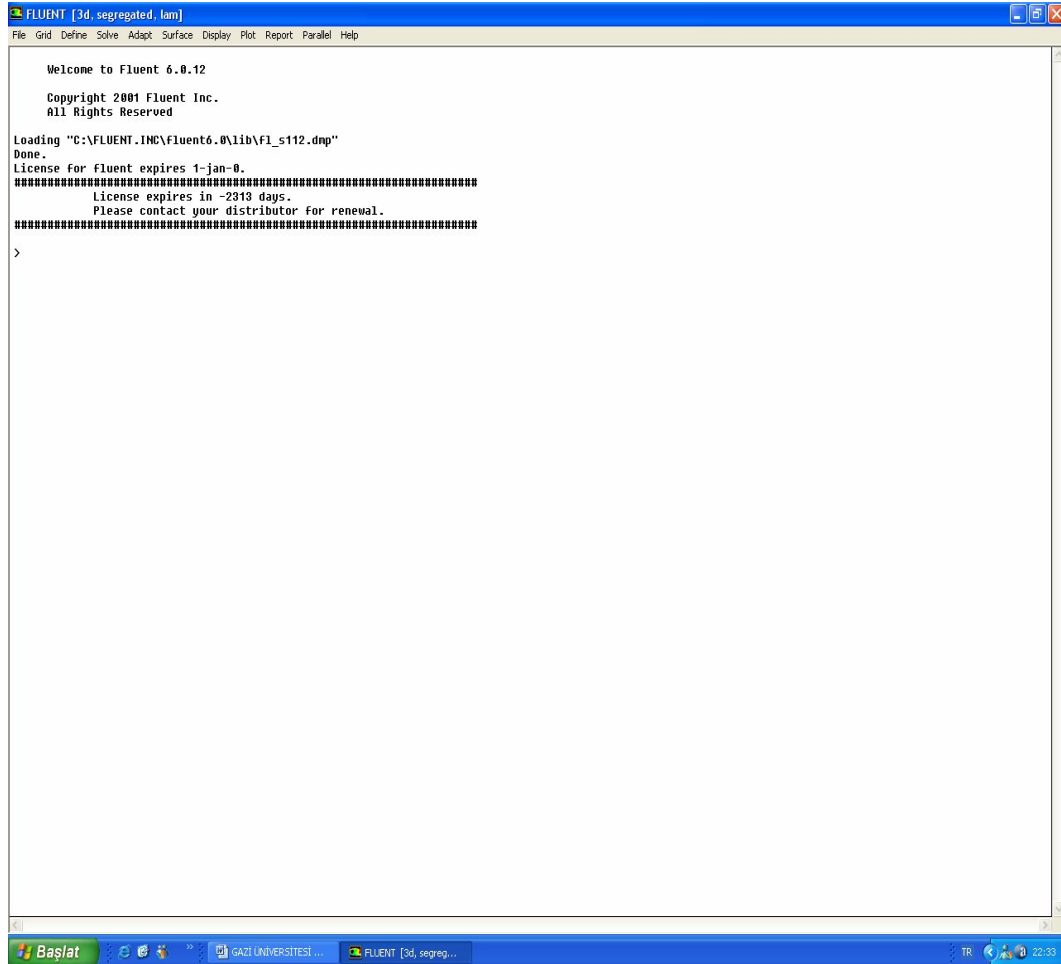 FLUENT [3d, segregated, lam]
File Grid Define Solve Adapt Surface Display Plot Report Parallel Help
Welcome to Fluent 6.0.12
Copyright 2001 Fluent Inc.
All Rights Reserved
Loading "C:\FLUENT.INC\fluent6.0\lib\fl_s112.dmp"
Done.
License for fluent expires 1-jan-0.
######################################################################
License expires in -2313 days.
Please contact your distributor for renewal.
######################################################################
>
Başlat » GAZİ ÜNİVERSİTESİ ... FLUENT [3d, segreg... TR 22:33